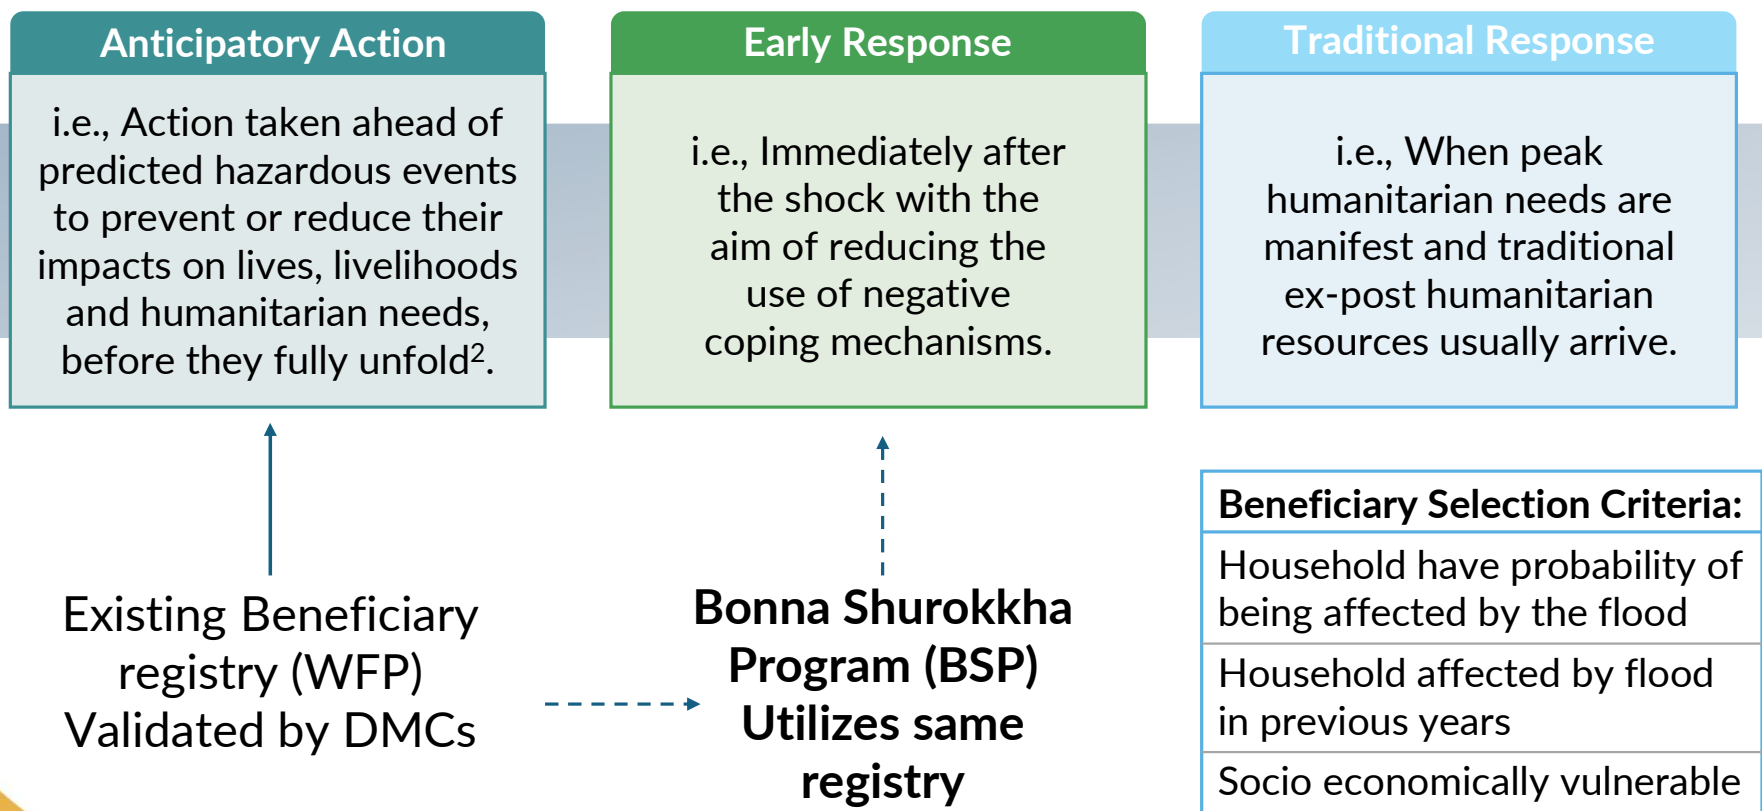 Anticipatory Action
i.e., Action taken ahead of
predicted hazardous events
to prevent or reduce their
impacts on lives, livelihoods
and humanitarian needs,
before they fully unfold².
Early Response
i.e., Immediately after
the shock with the
aim of reducing the
use of negative
coping mechanisms.
Traditional Response
i.e., When peak
humanitarian needs are
manifest and traditional
ex-post humanitarian
resources usually arrive.
Existing Beneficiary
registry (WFP)
Validated by DMCs
Bonna Shurokkha
Program (BSP)
Utilizes same
registry
Beneficiary Selection Criteria:
Household have probability of
being affected by the flood
Household affected by flood
in previous years
Socio economically vulnerable